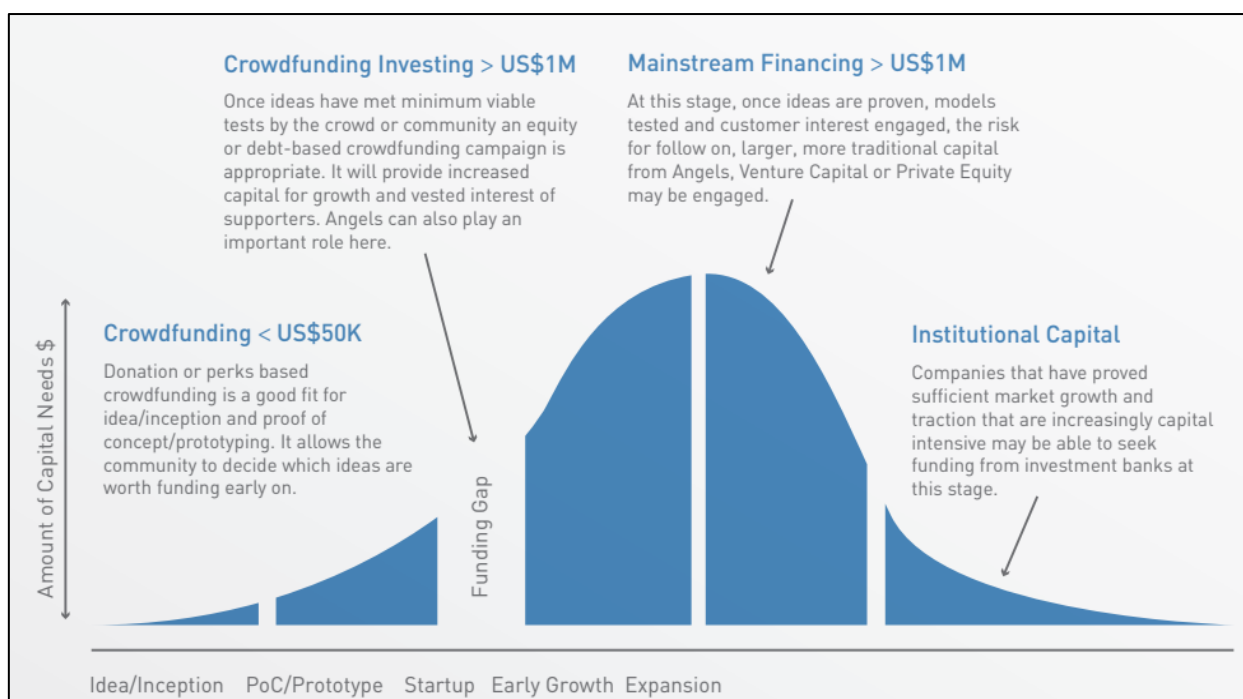 Crowdfunding Investing > US$1M
Once ideas have met minimum viable
tests by the crowd or community an equity
or debt-based crowdfunding campaign is
appropriate. It will provide increased
capital for growth and vested interest of
supporters. Angels can also play an
important role here.
Mainstream Financing > US$1M
At this stage, once ideas are proven, models
tested and customer interest engaged, the risk
for follow on, larger, more traditional capital
from Angels, Venture Capital or Private Equity
may be engaged.
Crowdfunding < US$50K
Donation or perks based
crowdfunding is a good fit for
idea/inception and proof of
concept/prototyping. It allows the
community to decide which ideas are
worth funding early on.
Institutional Capital
Companies that have proved
sufficient market growth and
traction that are increasingly capital
intensive may be able to seek
funding from investment banks at
this stage.
Amount of Capital Needs $
Funding Gap
Idea/Inception PoC/Prototype Startup Early Growth Expansion